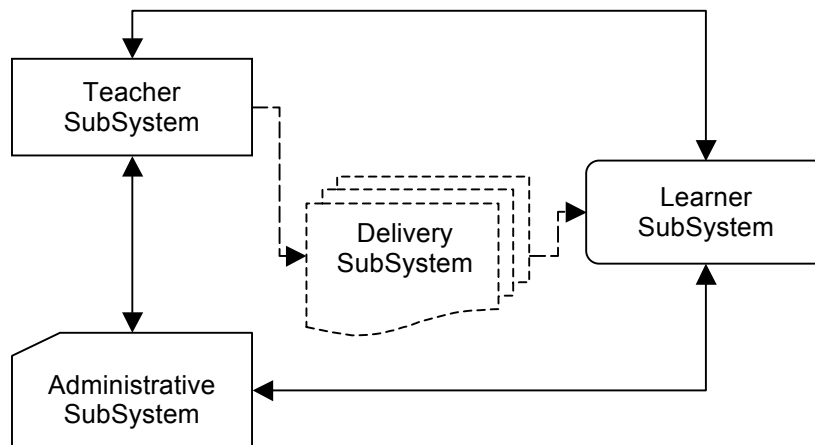 Teacher
SubSystem
Delivery
SubSystem
Learner
SubSystem
Administrative
SubSystem